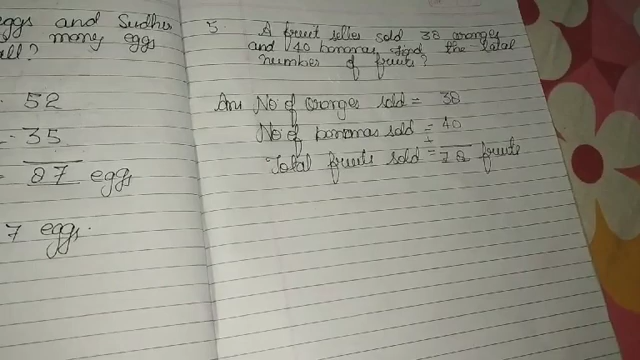 eggs and Sudhir
many eggs
all?
52
- 35
= 87 eggs
7 eggs.
5. A fruit seller sold 38 oranges
and 40 bananas, find the total
number of fruits?
Ans No of oranges sold = 38
No of bananas sold = 40
+
Total fruits sold = 78 fruits